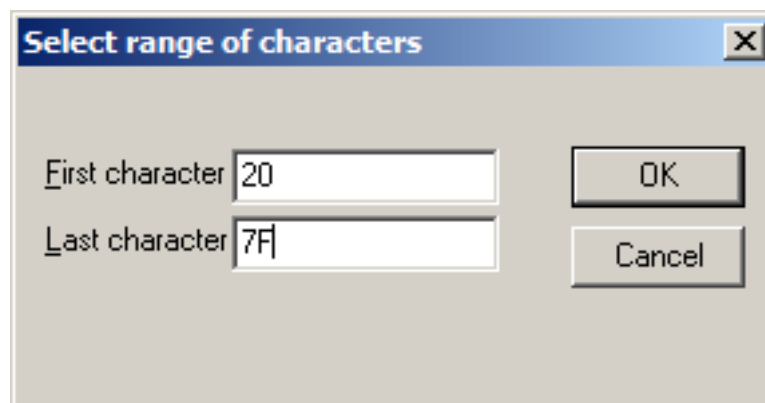 Select range of characters
First character 20 OK
Last character 7F Cancel